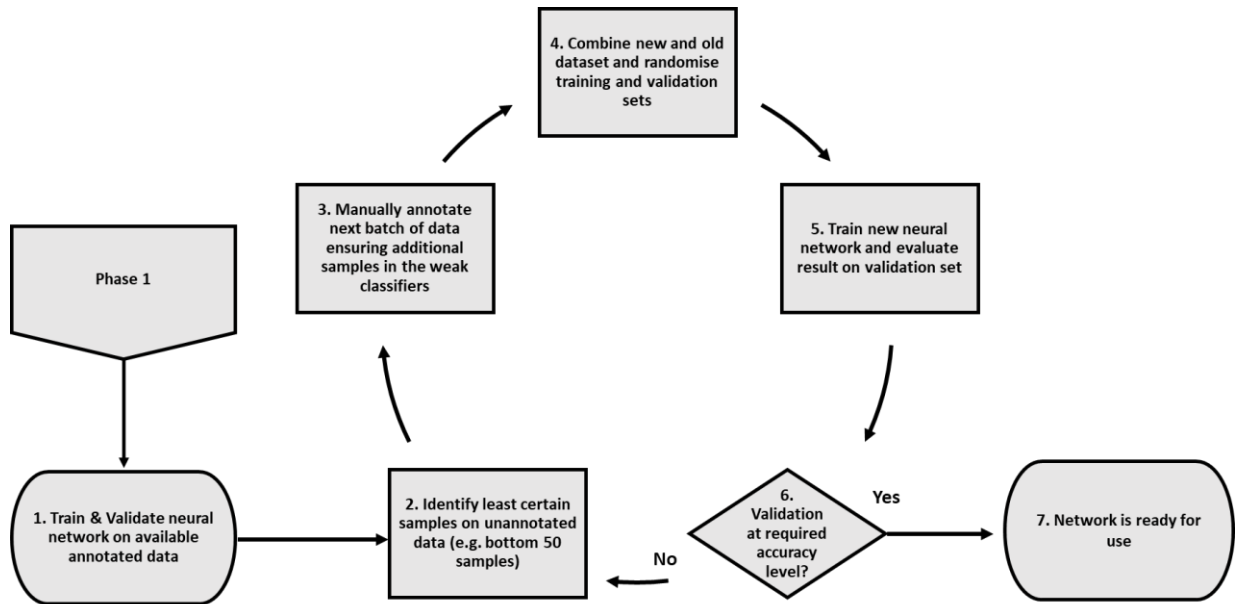 4. Combine new and old
dataset and randomise
training and validation
sets
3. Manually annotate
next batch of data
ensuring additional
samples in the weak
classifiers
5. Train new neural
network and evaluate
result on validation set
Phase 1
1. Train & Validate neural
network on available
annotated data
2. Identify least certain
samples on unannotated
data (e.g. bottom 50
samples)
6.
Validation
at required
accuracy
level?
Yes
No
7. Network is ready for
use